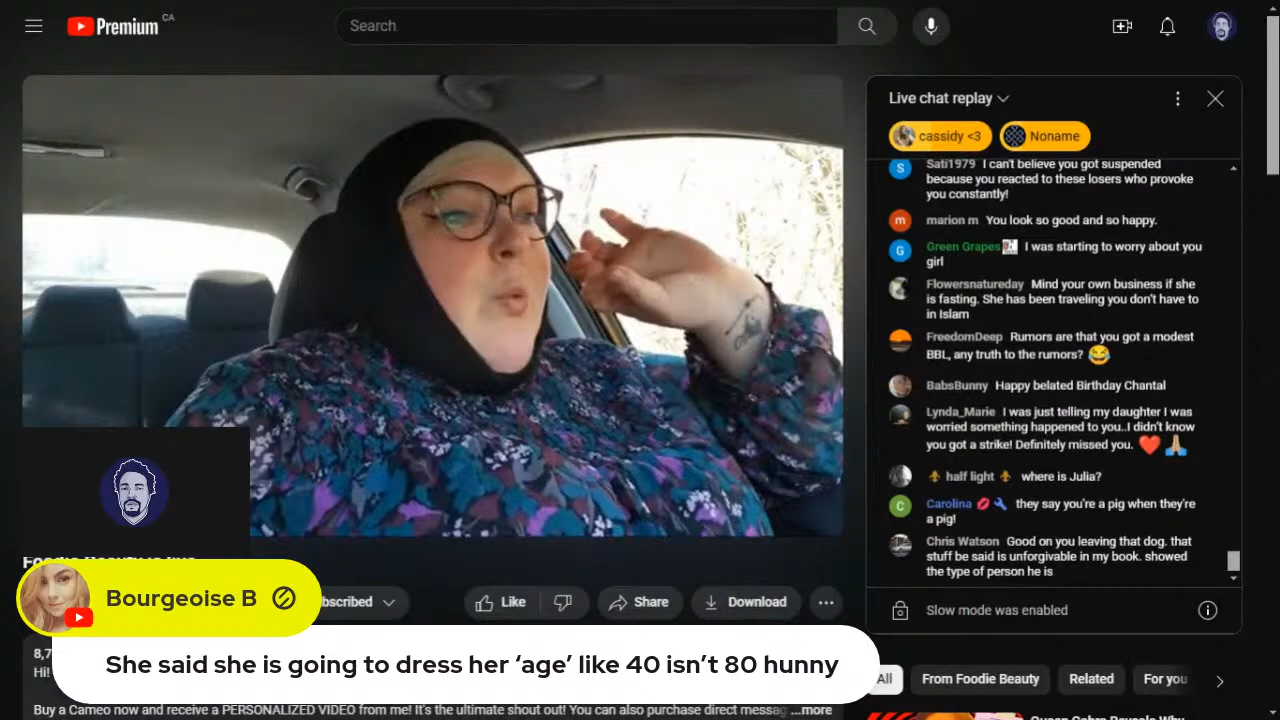 Premium CA
Search
Live chat replay
cassidy <3
Noname
Sati1979 I can't believe you got suspended
because you reacted to these losers who provoke
you constantly!
marion m You look so good and so happy.
Green Grapes I was starting to worry about you
girl
Flowersnatureday Mind your own business if she
is fasting. She has been traveling you don't have to
in Islam
FreedomDeep Rumors are that you got a modest
BBL, any truth to the rumors? 😂
BabsBunny Happy belated Birthday Chantal
Lynda_Marie I was just telling my daughter I was
worried something happened to you..I didn't know
you got a strike! Definitely missed you. ❤️ 🙏🏼
half light where is Julia?
Carolina 💋 🔧 they say you're a pig when they're
a pig!
Chris Watson Good on you leaving that dog. that
stuff be said is unforgivable in my book. showed
the type of person he is
Slow mode was enabled
Bourgeoise B
Like
Share
Download
She said she is going to dress her ‘age’ like 40 isn’t 80 hunny
8,7
Hi!
Buy a Cameo now and receive a PERSONALIZED VIDEO from me! It's the ultimate shout out! You can also purchase direct messag ...more
All
From Foodie Beauty
Related
For you